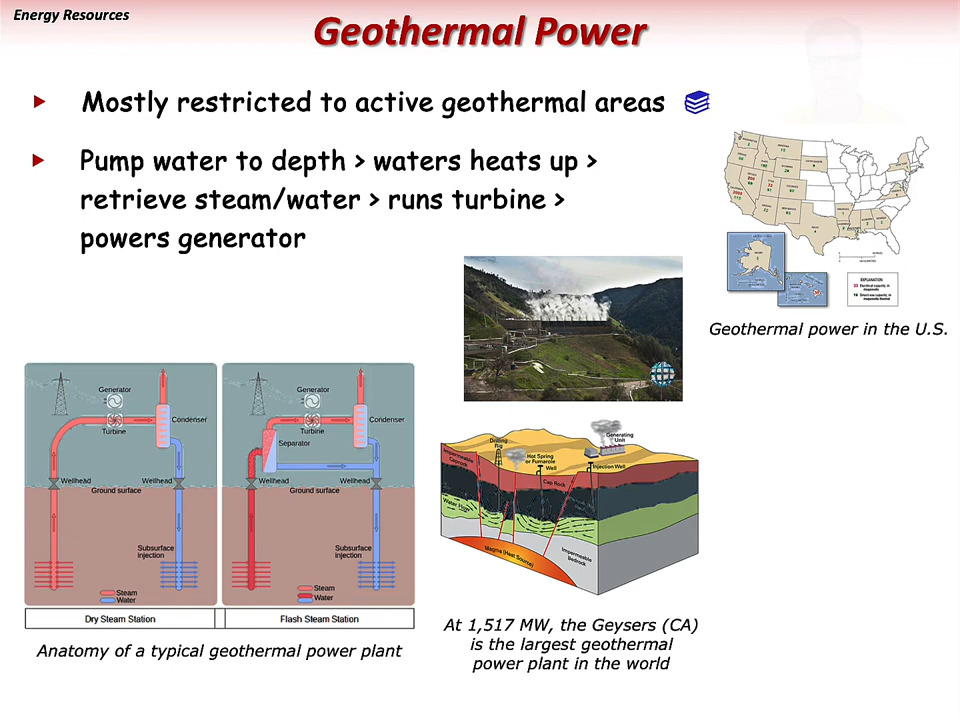 Energy Resources
Geothermal Power
Mostly restricted to active geothermal areas
Pump water to depth > waters heats up >
retrieve steam/water > runs turbine >
powers generator
EXPLANATION
Geothermal power in the U.S.
Generator
Turbine
Condenser
Wellhead
Wellhead
Ground surface
Subsurface
injection
Steam
Water
Dry Steam Station
Generator
Turbine
Condenser
Separator
Wellhead
Wellhead
Ground surface
Subsurface
injection
Steam
Water
Flash Steam Station
Anatomy of a typical geothermal power plant
Drilling
Rig
Hot Spring
or Fumarole
Well
Generating
Unit
Injection Well
Impermeable
Caprock
Cap Rock
Water Flow
Magma (Heat Source)
Impermeable
Bedrock
At 1,517 MW, the Geysers (CA)
is the largest geothermal
power plant in the world